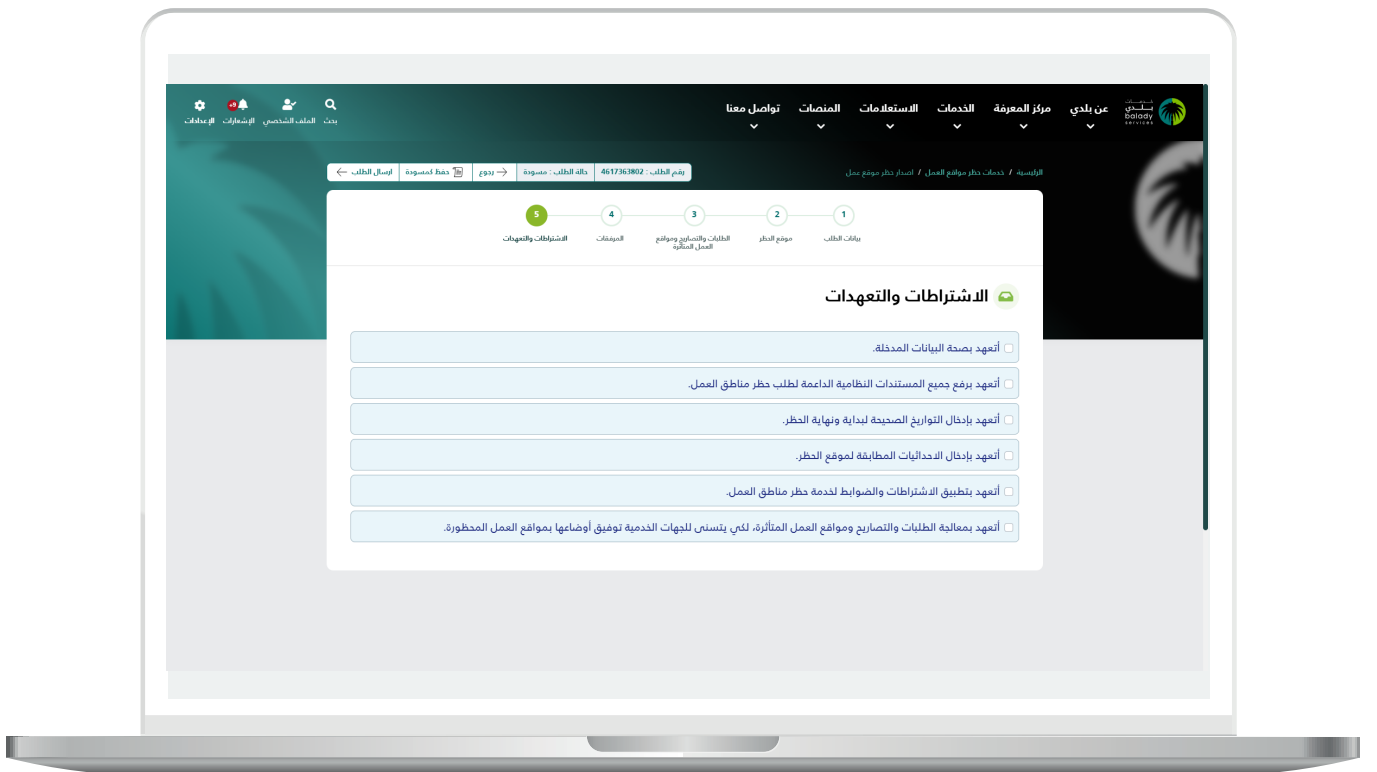 خدمات
بلدي
balady
services
عن بلدي
مركز المعرفة
الخدمات
الاستعلامات
المنصات
تواصل معنا
بحث
الملف الشخصي
+9
الإشعارات
الإعدادات
الرئيسية / خدمات حظر مواقع العمل / اصدار حظر موقع عمل
رقم الطلب : 4617363802
حالة الطلب : مسودة
رجوع
حفظ كمسودة
ارسال الطلب
1
بيانات الطلب
2
موقع الحظر
3
الطلبات والتصاريح ومواقع
العمل المتأثرة
4
المرفقات
5
الاشتراطات والتعهدات
الاشتراطات والتعهدات
أتعهد بصحة البيانات المدخلة.
أتعهد برفع جميع المستندات النظامية الداعمة لطلب حظر مناطق العمل.
أتعهد بإدخال التواريخ الصحيحة لبداية ونهاية الحظر.
أتعهد بإدخال الاحداثيات المطابقة لموقع الحظر.
أتعهد بتطبيق الاشتراطات والضوابط لخدمة حظر مناطق العمل.
أتعهد بمعالجة الطلبات والتصاريح ومواقع العمل المتأثرة، لكي يتسنى للجهات الخدمية توفيق أوضاعها بمواقع العمل المحظورة.